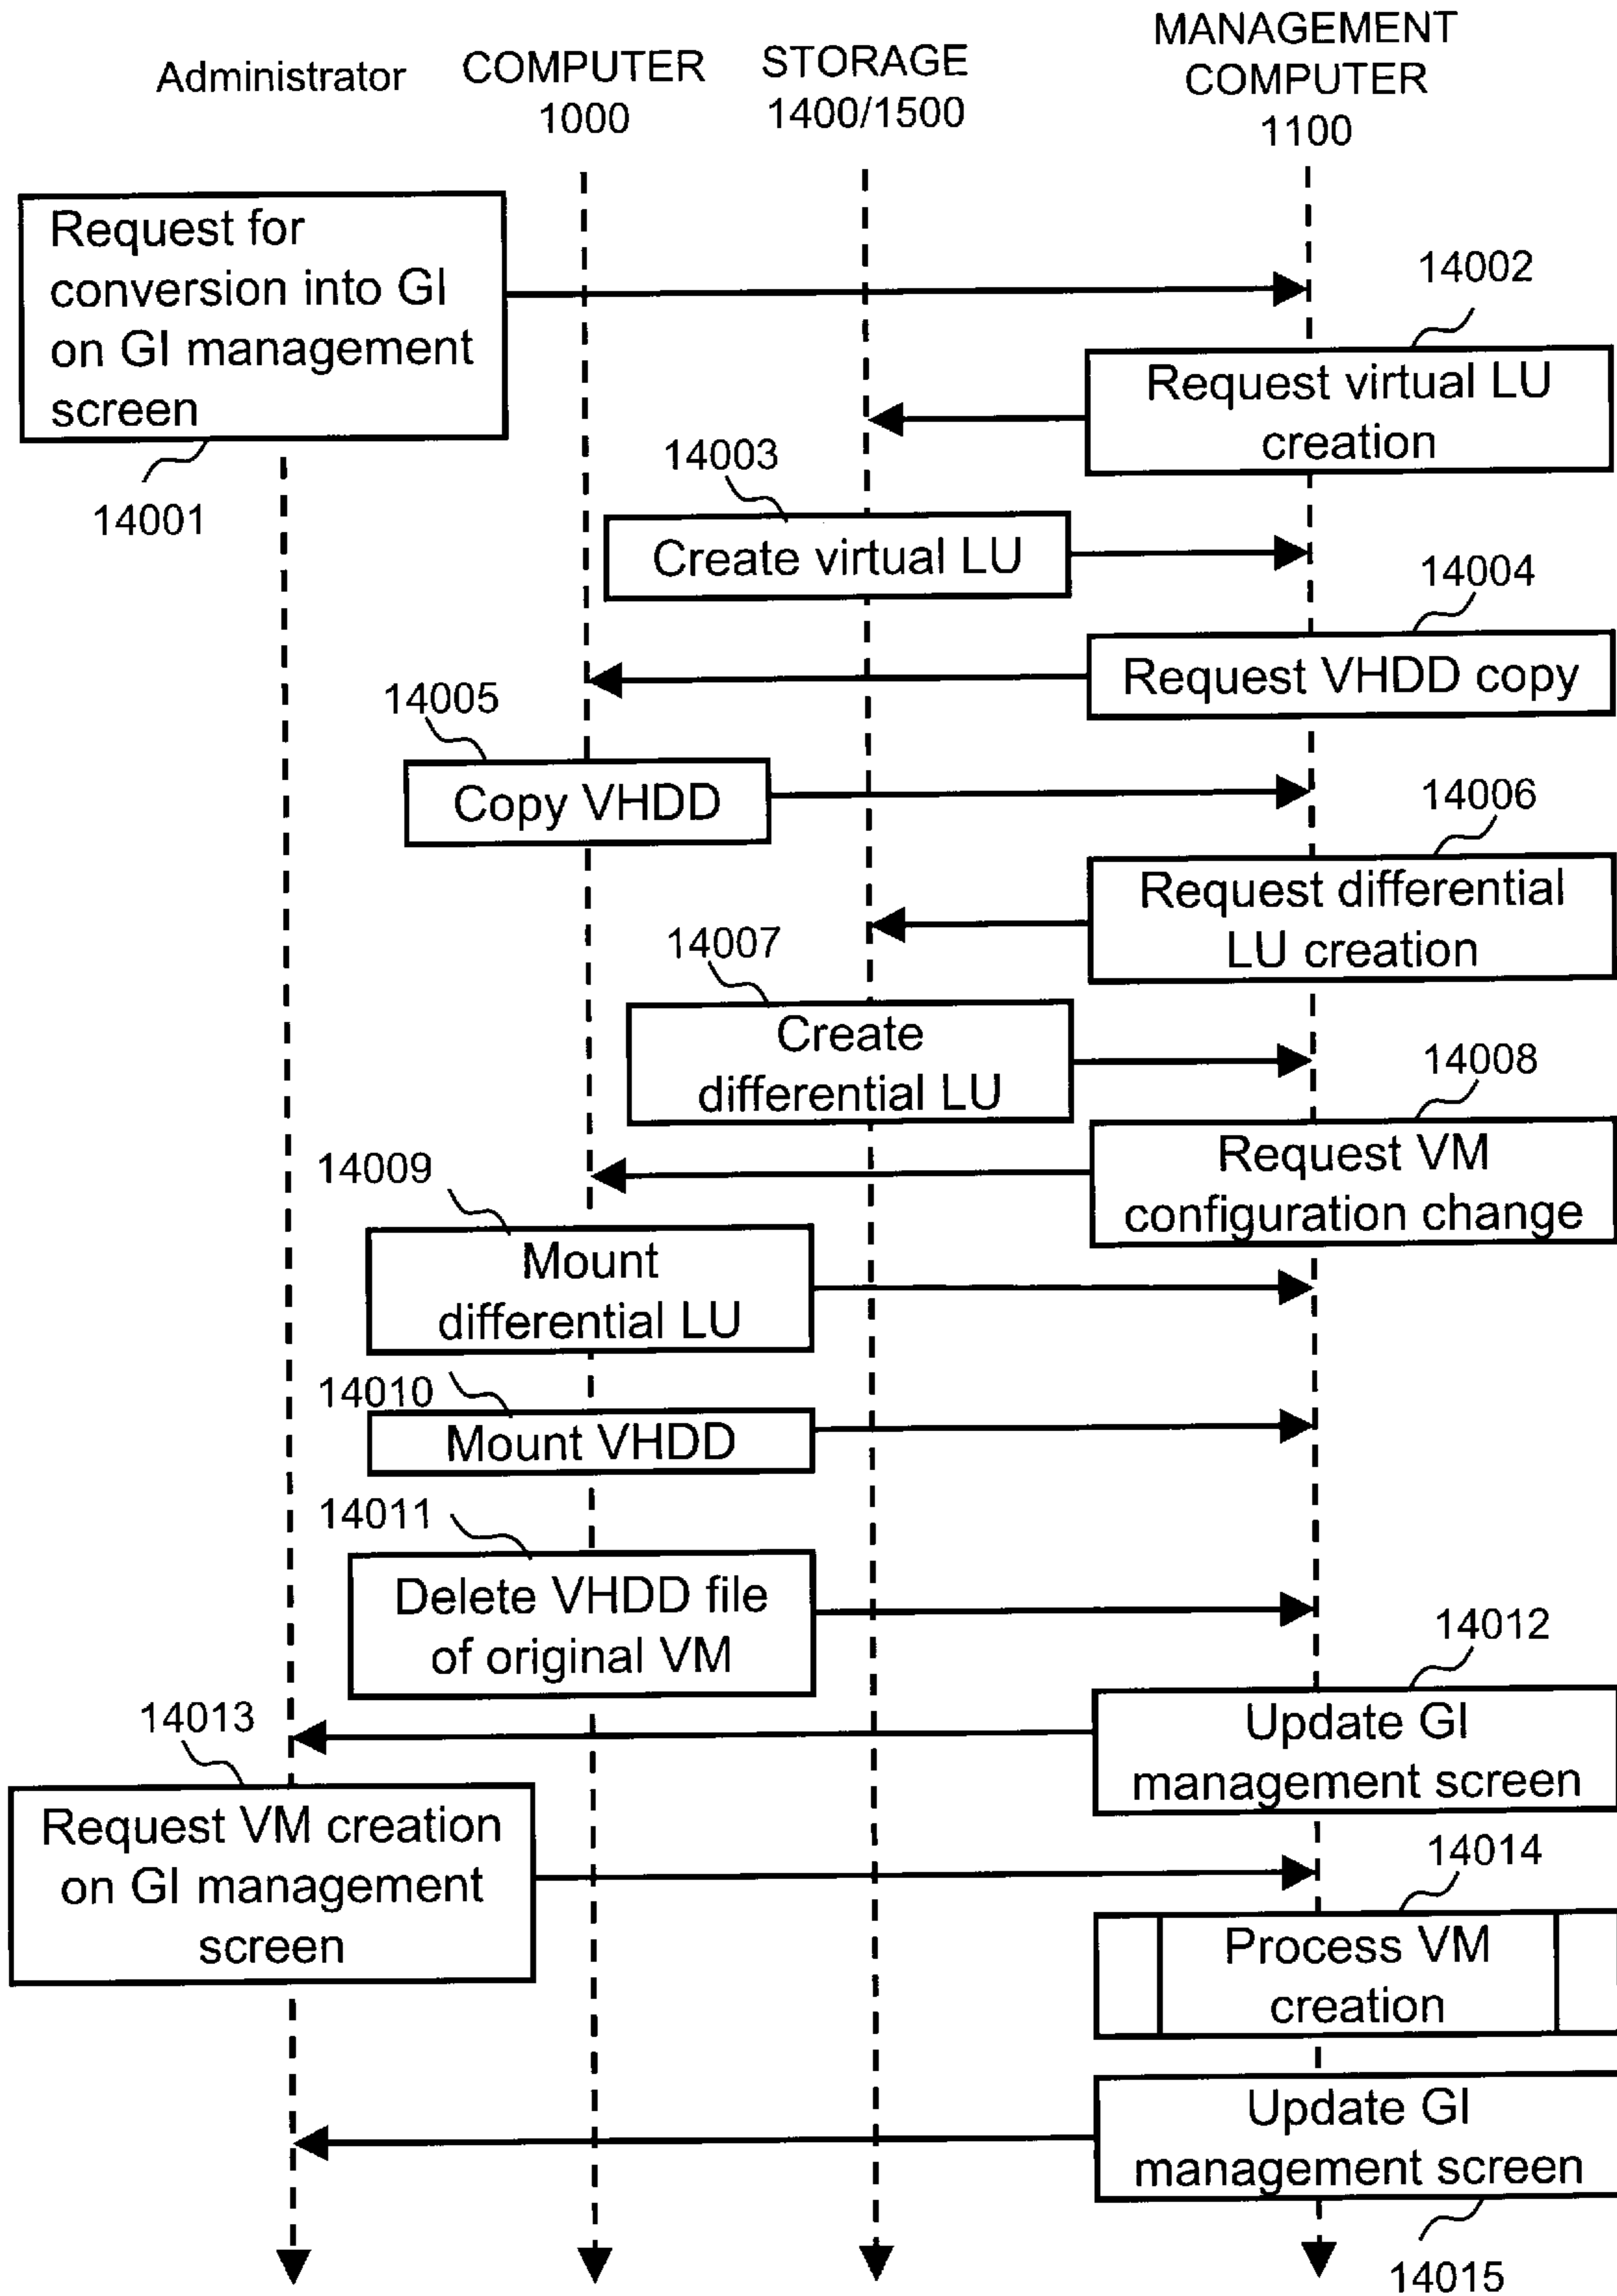 Administrator
COMPUTER
1000
STORAGE
1400/1500
MANAGEMENT
COMPUTER
1100
Request for
conversion into GI
on GI management
screen
14001
14002
Request virtual LU
creation
14003
Create virtual LU
14004
Request VHDD copy
14005
Copy VHDD
14006
Request differential
LU creation
14007
Create
differential LU
14008
Request VM
configuration change
14009
Mount
differential LU
14010
Mount VHDD
14011
Delete VHDD file
of original VM
14012
Update GI
management screen
14013
Request VM creation
on GI management
screen
14014
Process VM
creation
Update GI
management screen
14015